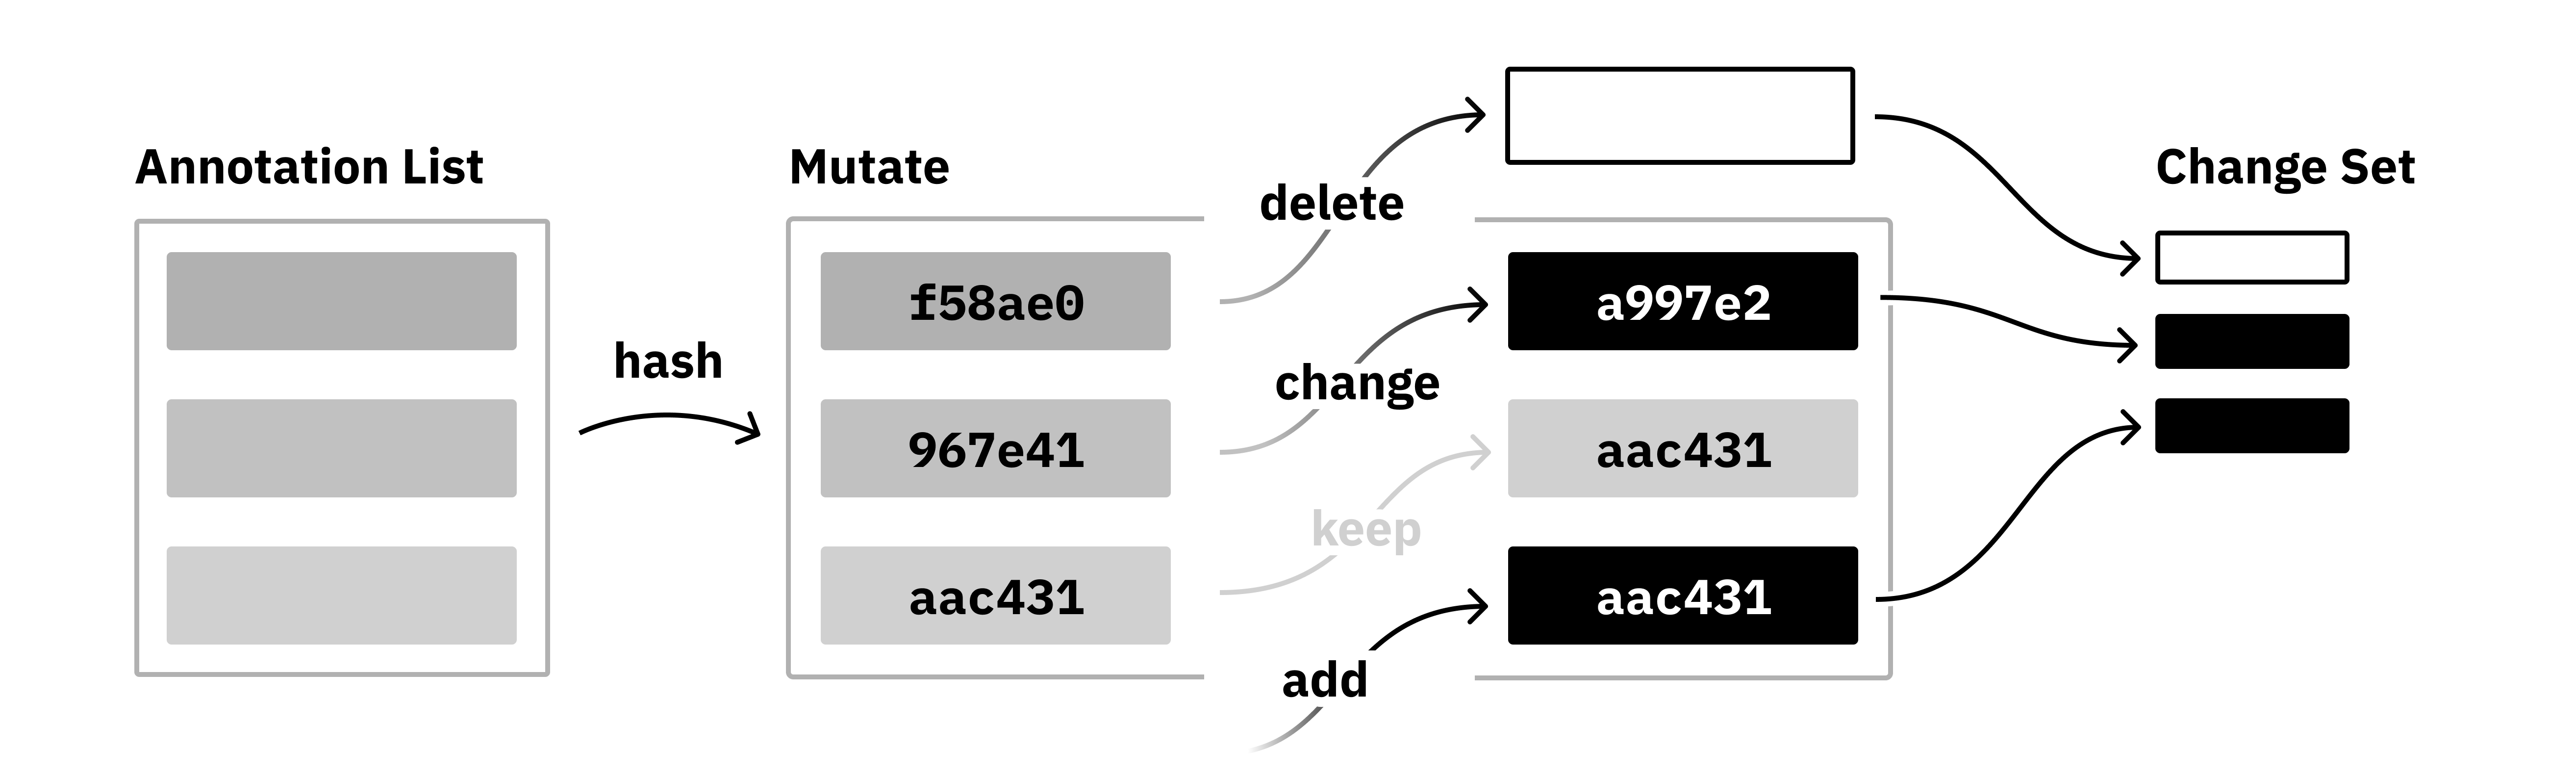 Annotation List
hash
Mutate
f58ae0
967e41
aac431
delete
change
keep
add
a997e2
aac431
aac431
Change Set